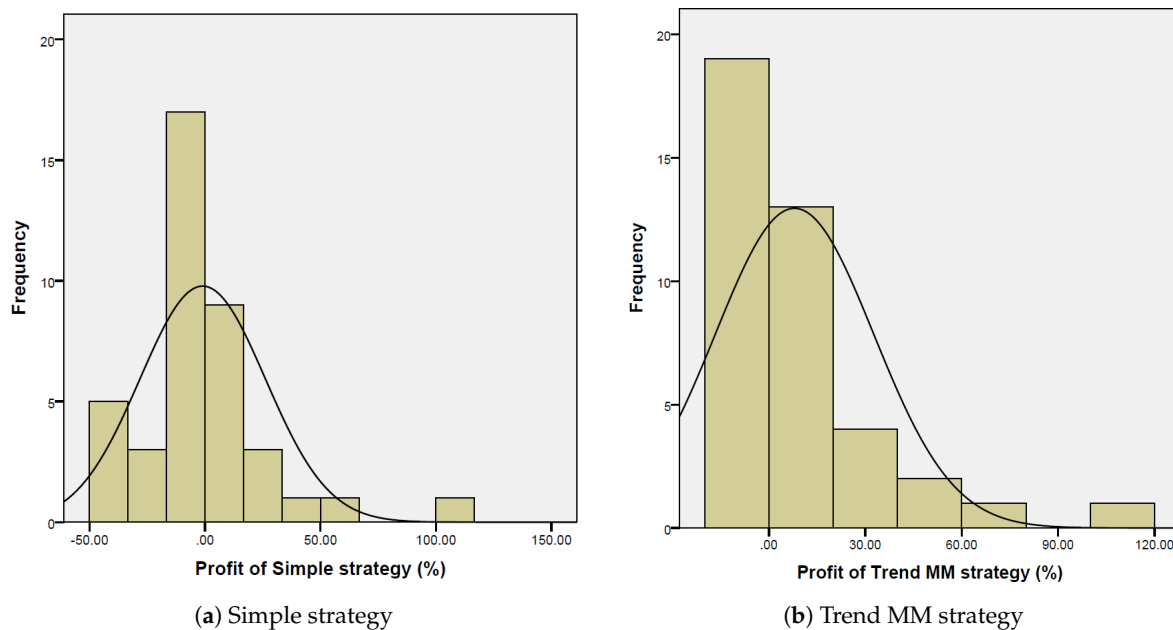 20
15
10
5
0
Frequency
-50.00 .00 50.00 100.00 150.00
Profit of Simple strategy (%)
(a) Simple strategy
20
15
10
5
0
Frequency
.00 30.00 60.00 90.00 120.00
Profit of Trend MM strategy (%)
(b) Trend MM strategy